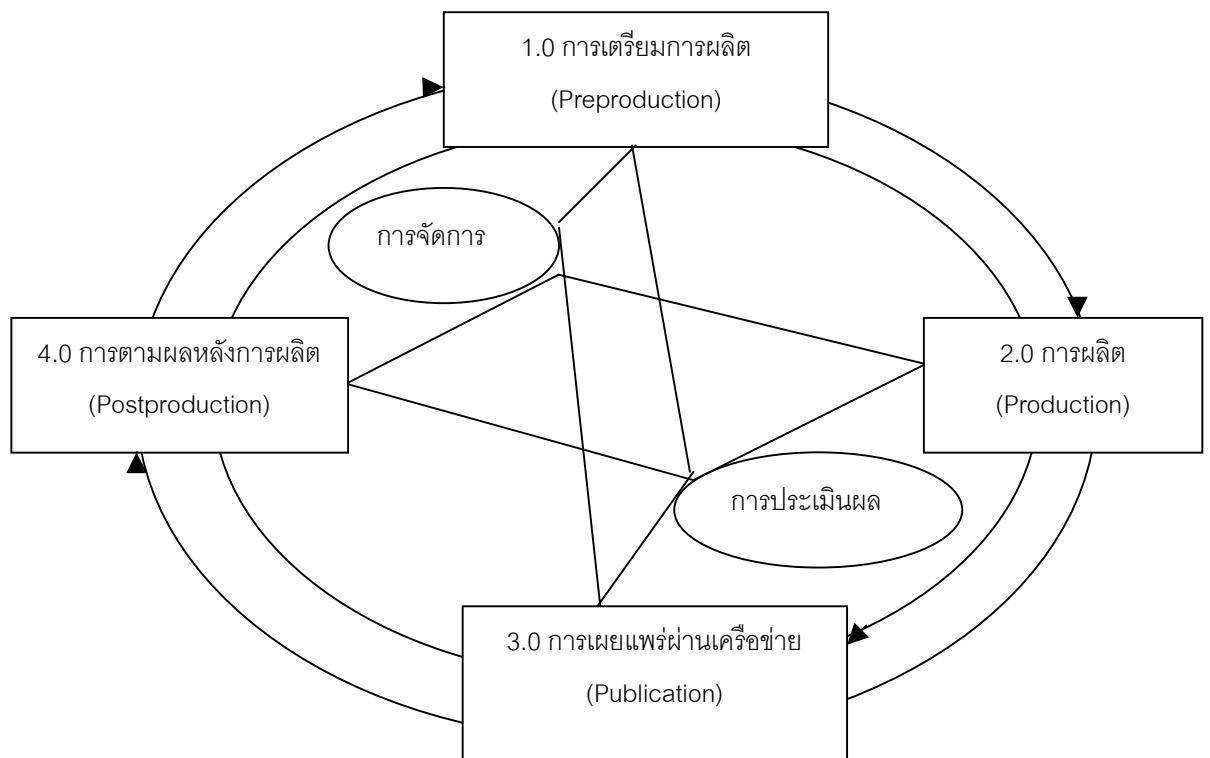 1.0 การเตรียมการผลิต
(Preproduction)
การจัดการ
4.0 การตามผลหลังการผลิต
(Postproduction)
2.0 การผลิต
(Production)
การประเมินผล
3.0 การเผยแพร่ผ่านเครือข่าย
(Publication)